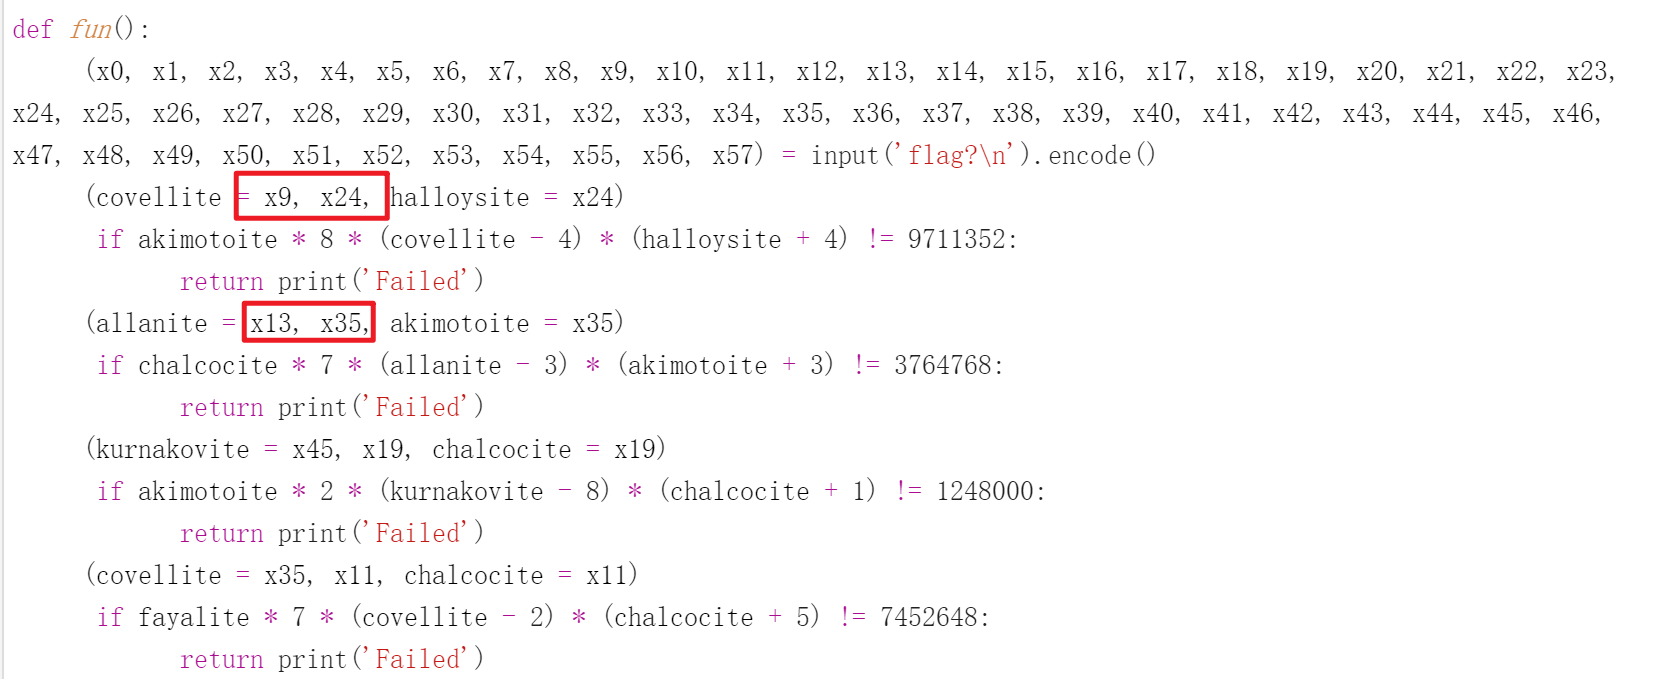 def fun():
(x0, x1, x2, x3, x4, x5, x6, x7, x8, x9, x10, x11, x12, x13, x14, x15, x16, x17, x18, x19, x20, x21, x22, x23,
x24, x25, x26, x27, x28, x29, x30, x31, x32, x33, x34, x35, x36, x37, x38, x39, x40, x41, x42, x43, x44, x45, x46,
x47, x48, x49, x50, x51, x52, x53, x54, x55, x56, x57) = input('flag?\n').encode()
(covellite = x9, x24, halloysite = x24)
if akimotoite * 8 * (covellite - 4) * (halloysite + 4) != 9711352:
return print('Failed')
(allanite = x13, x35, akimotoite = x35)
if chalcocite * 7 * (allanite - 3) * (akimotoite + 3) != 3764768:
return print('Failed')
(kurnakovite = x45, x19, chalcocite = x19)
if akimotoite * 2 * (kurnakovite - 8) * (chalcocite + 1) != 1248000:
return print('Failed')
(covellite = x35, x11, chalcocite = x11)
if fayalite * 7 * (covellite - 2) * (chalcocite + 5) != 7452648:
return print('Failed')